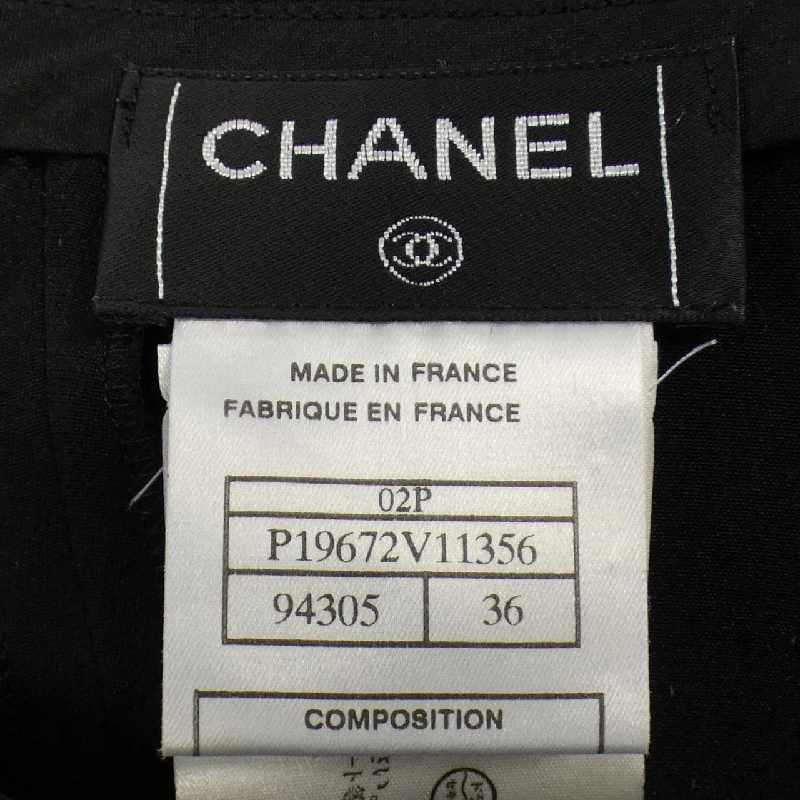 CHANEL
MADE IN FRANCE
FABRIQUE EN FRANCE
02P
P19672V11356
94305 36
COMPOSITION